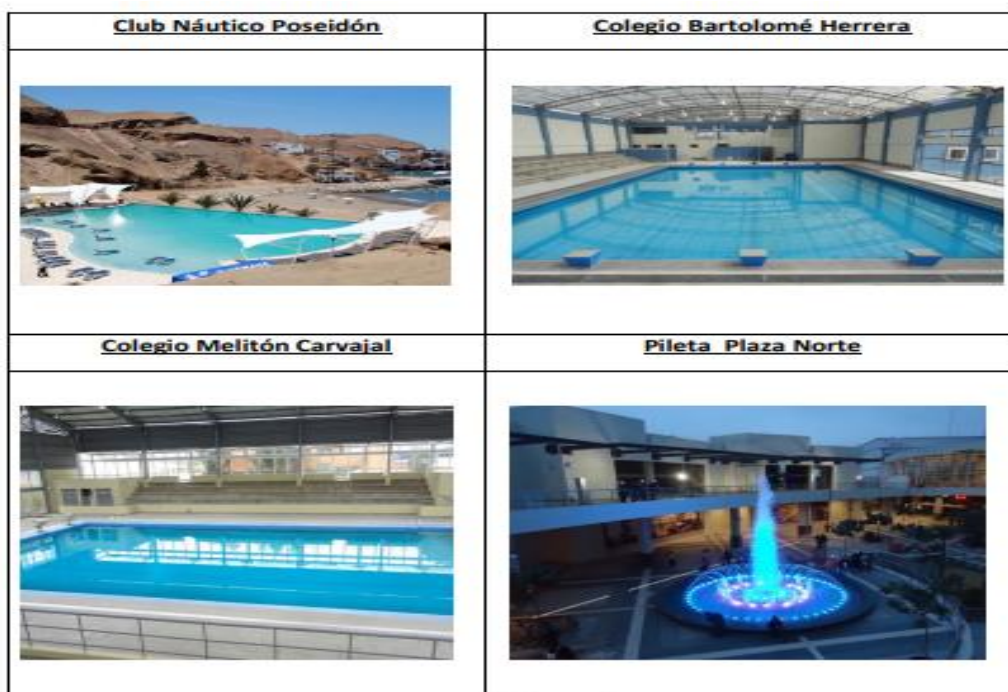 Club Náutico Poseidón
Colegio Bartolomé Herrera
Colegio Melitón Carvajal
Pileta Plaza Norte